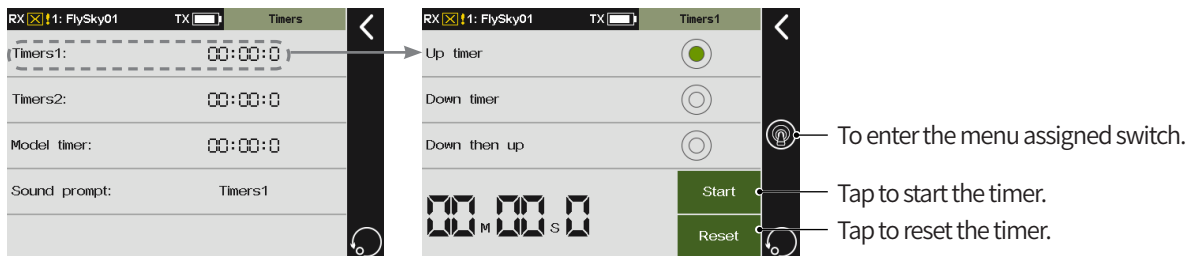 RX !1: FlySky01 TX Timers
Timers1: 00:00:0
Timers2: 00:00:0
Model timer: 00:00:0
Sound prompt: Timers1
RX !1: FlySky01 TX Timers1
Up timer
Down timer
Down then up
00 M 00 S 0
Start
Reset
To enter the menu assigned switch.
Tap to start the timer.
Tap to reset the timer.